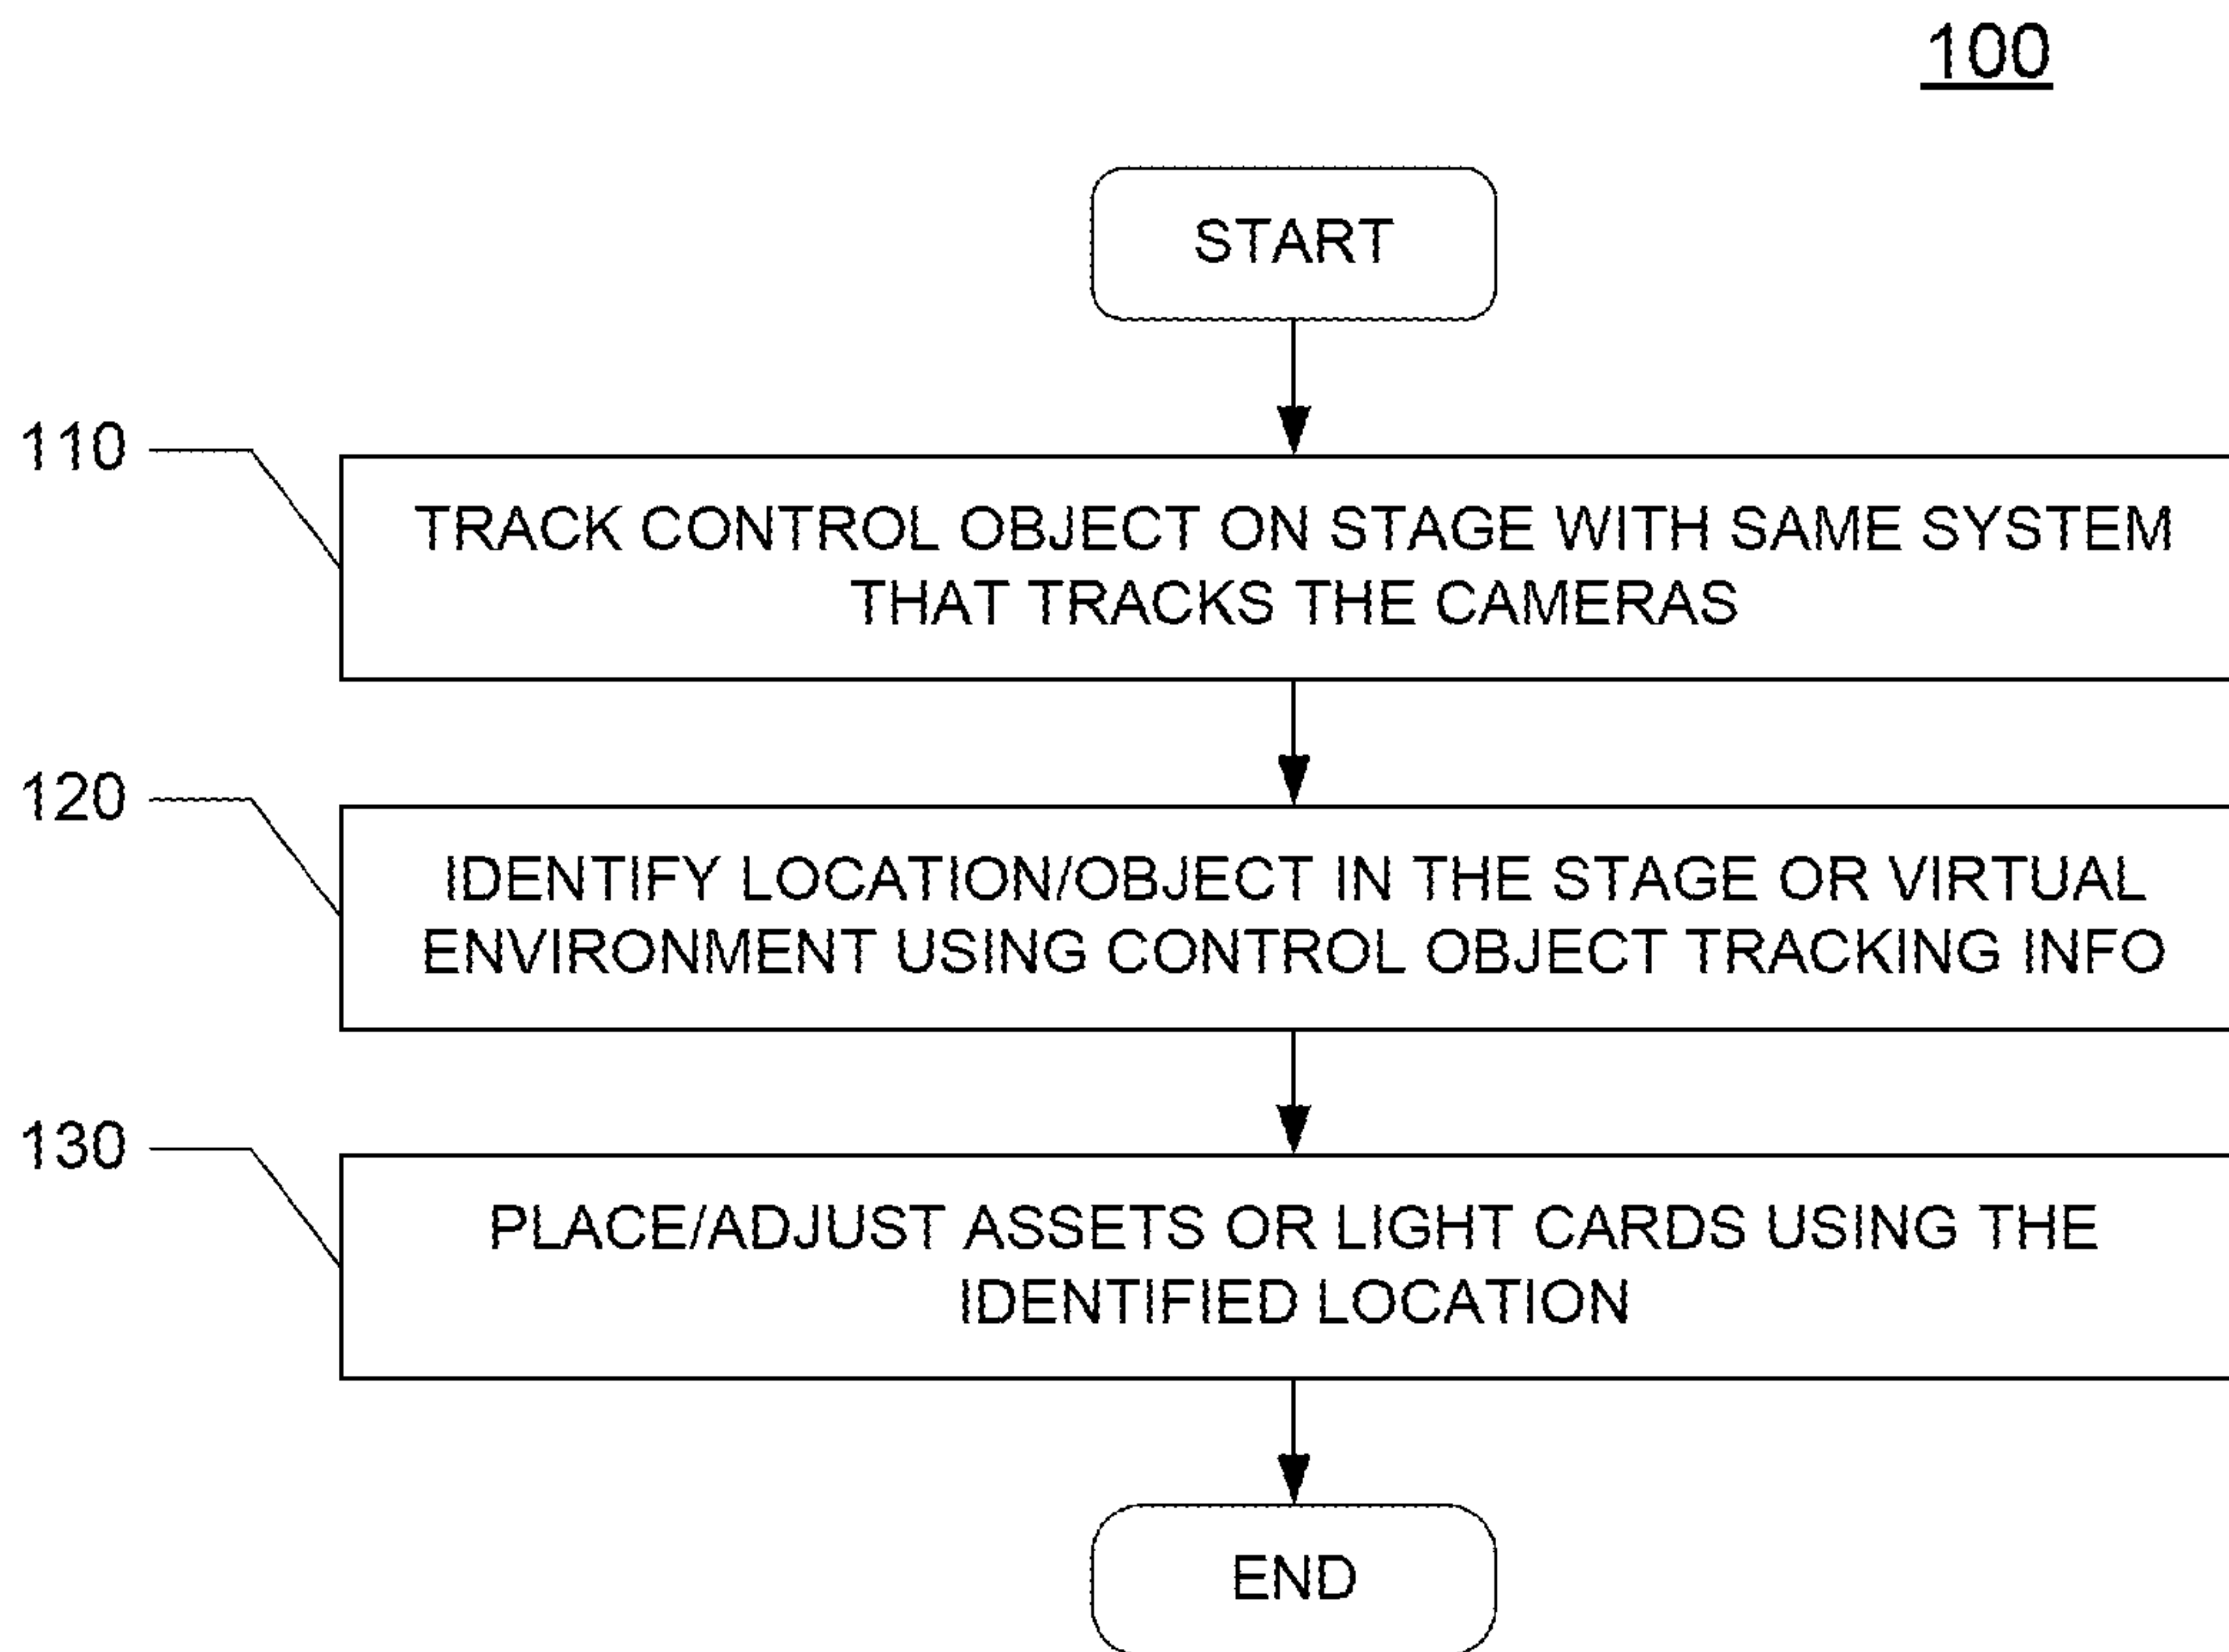 100
START
110
TRACK CONTROL OBJECT ON STAGE WITH SAME SYSTEM
THAT TRACKS THE CAMERAS
120
IDENTIFY LOCATION/OBJECT IN THE STAGE OR VIRTUAL
ENVIRONMENT USING CONTROL OBJECT TRACKING INFO
130
PLACE/ADJUST ASSETS OR LIGHT CARDS USING THE
IDENTIFIED LOCATION
END